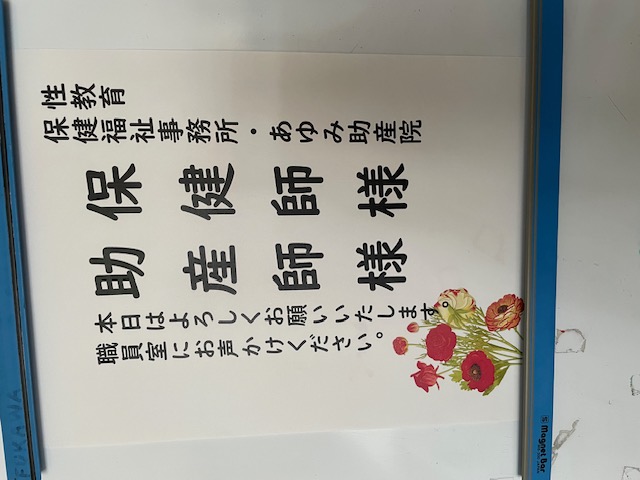 性教育
保健福祉事務所・あゆみ助産院
保健師様
助産師様
本日はよろしくお願いいたします。
職員室にお声かけください。
Magnet Bar